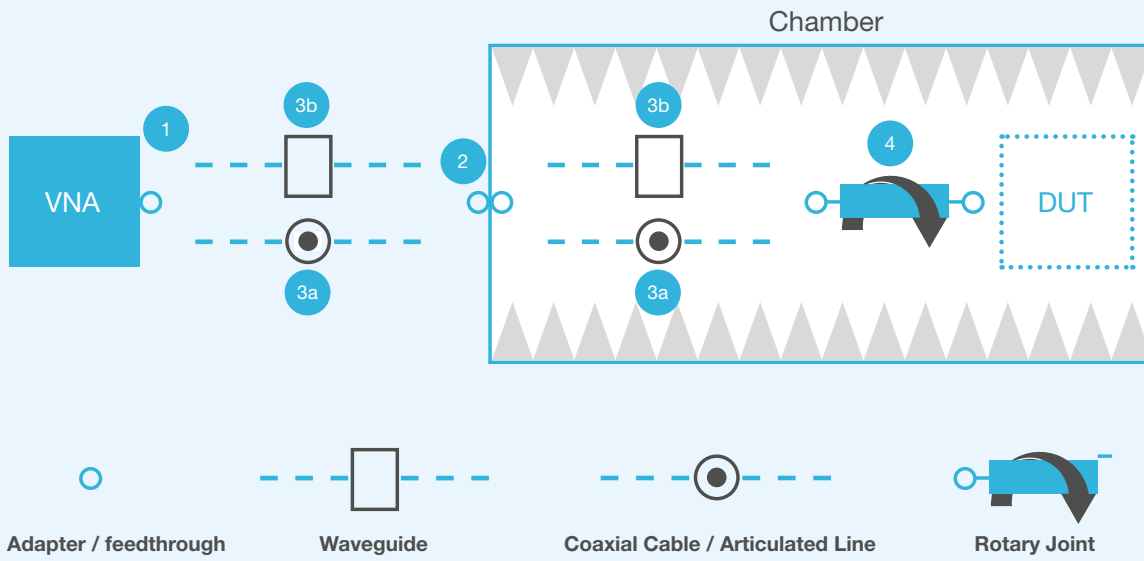 Chamber
3b
3b
1
2
4
VNA
DUT
3a
3a
Adapter / feedthrough
Waveguide
Coaxial Cable / Articulated Line
Rotary Joint